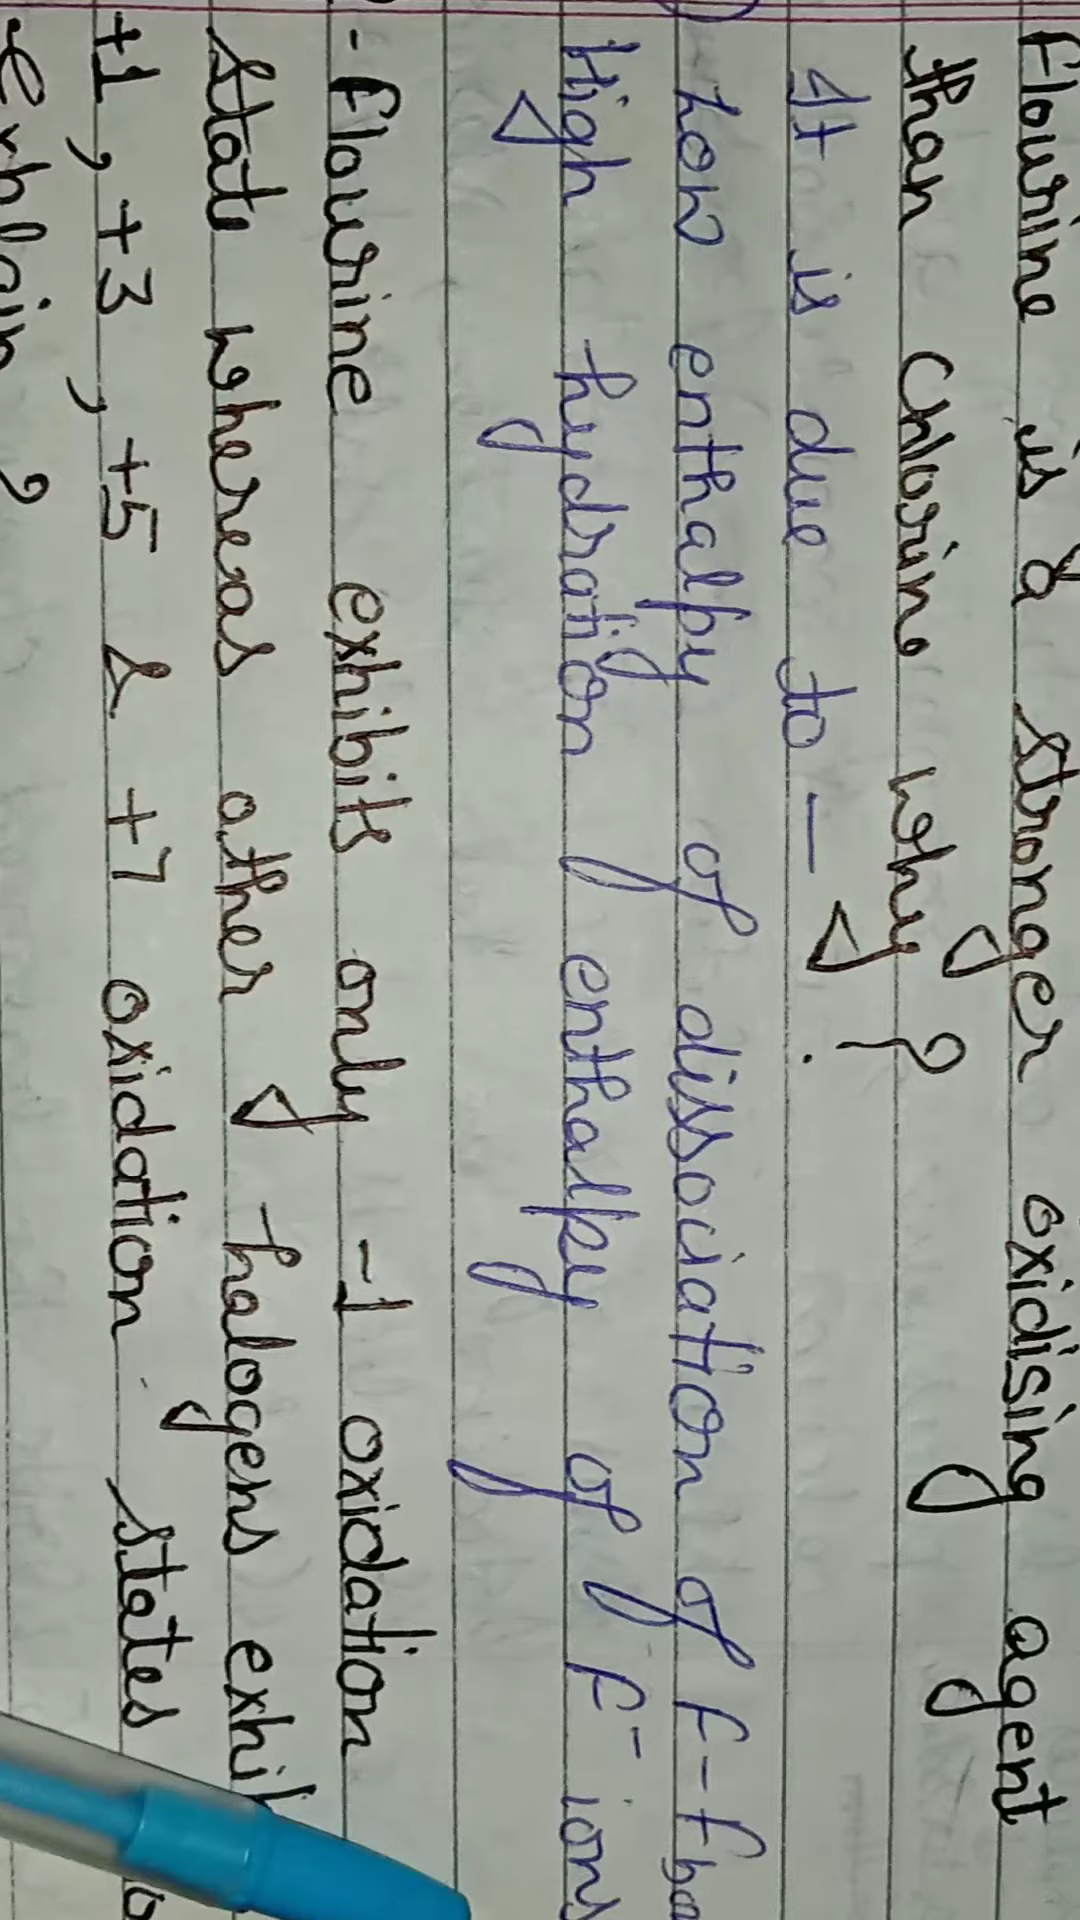 Flourine is a stronger oxidising agent
than Chlorine why?
It is due to -
Low enthalpy of dissociation of F-F bo
High hydration enthalpy of F- ions
- Flourine exhibits only -1 oxidation
state whereas other halogens exhi
+1, +3, +5 & +7 oxidation states
Explain?